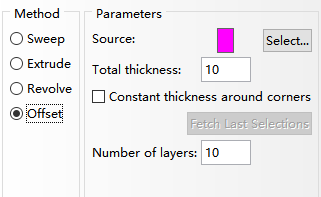 Method
Sweep
Extrude
Revolve
Offset
Parameters
Source:
Select...
Total thickness: 10
Constant thickness around corners
Fetch Last Selections
Number of layers: 10